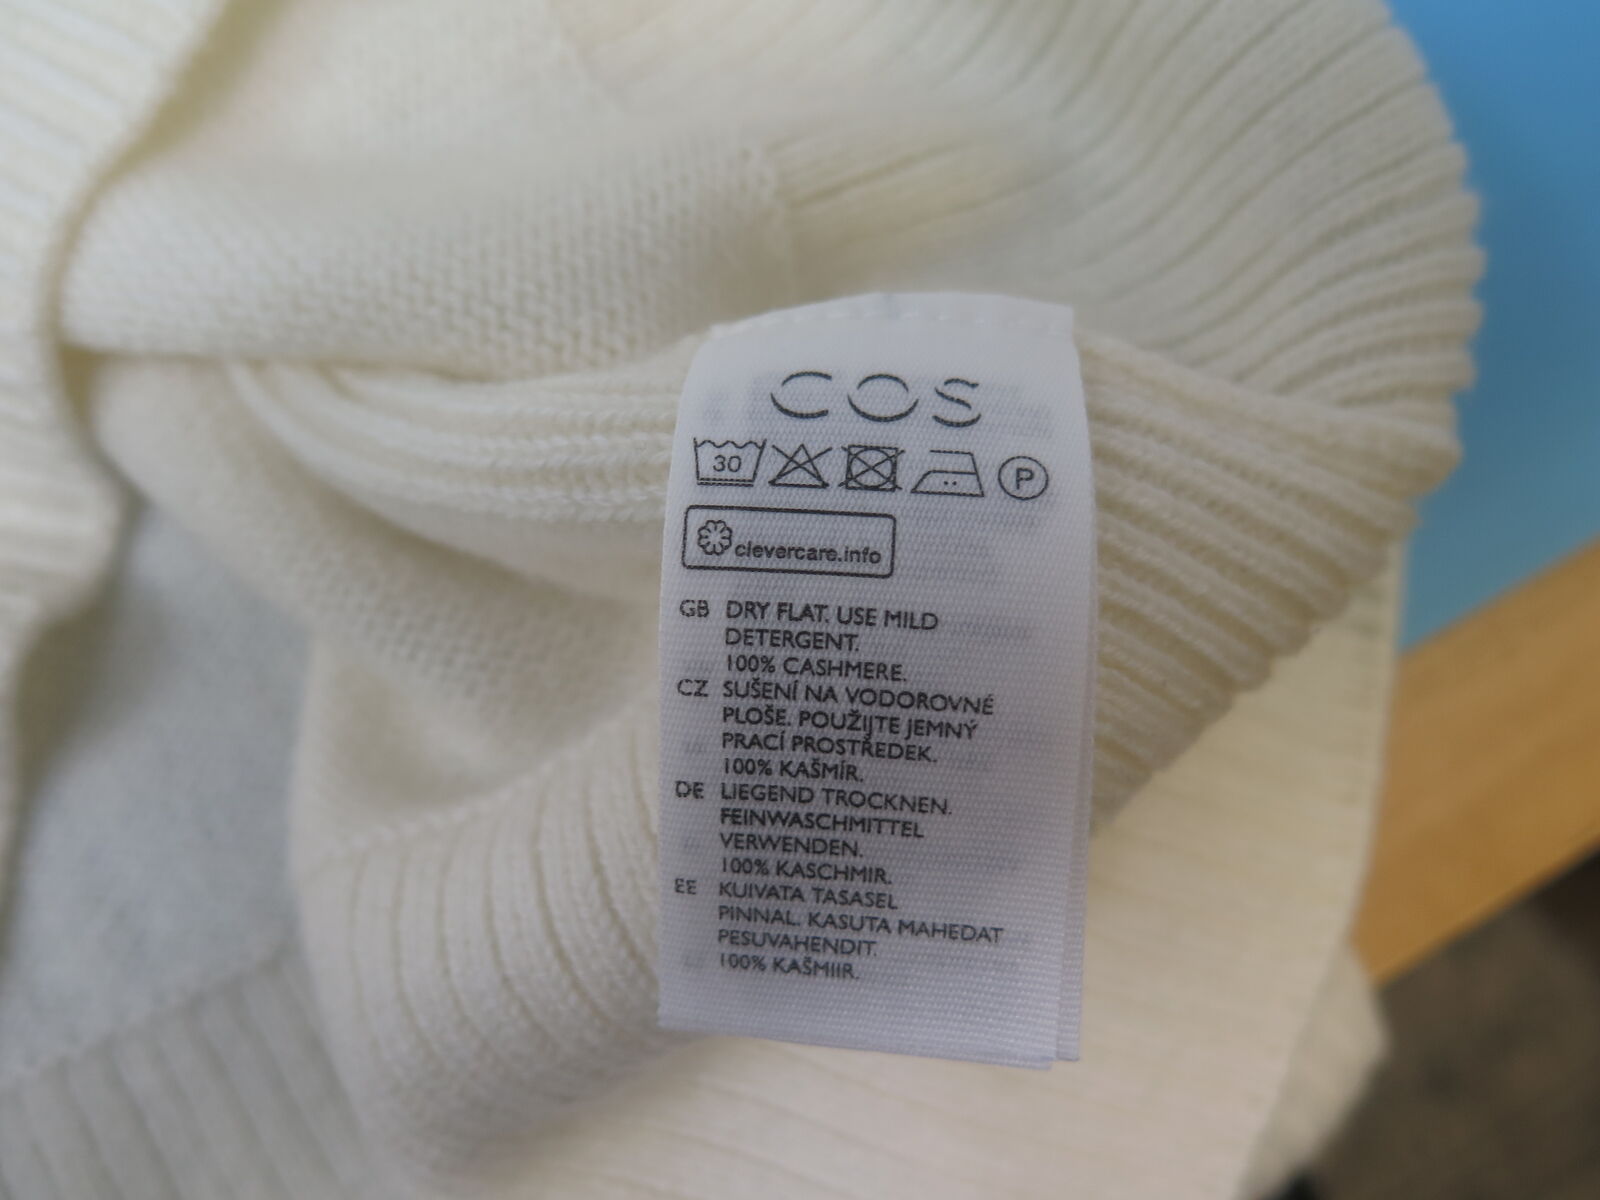 COS
30
P
clevercare.info
GB DRY FLAT. USE MILD
DETERGENT.
100% CASHMERE.
CZ SUŠENÍ NA VODOROVNÉ
PLOŠE. POUŽIJTE JEMNÝ
PRACÍ PROSTŘEDEK.
100% KAŠMÍR.
DE LIEGEND TROCKNEN.
FEINWASCHMITTEL
VERWENDEN.
100% KASCHMIR.
EE KUIVATA TASASEL
PINNAL. KASUTA MAHEDAT
PESUVAHENDIT.
100% KAŠMIIR.